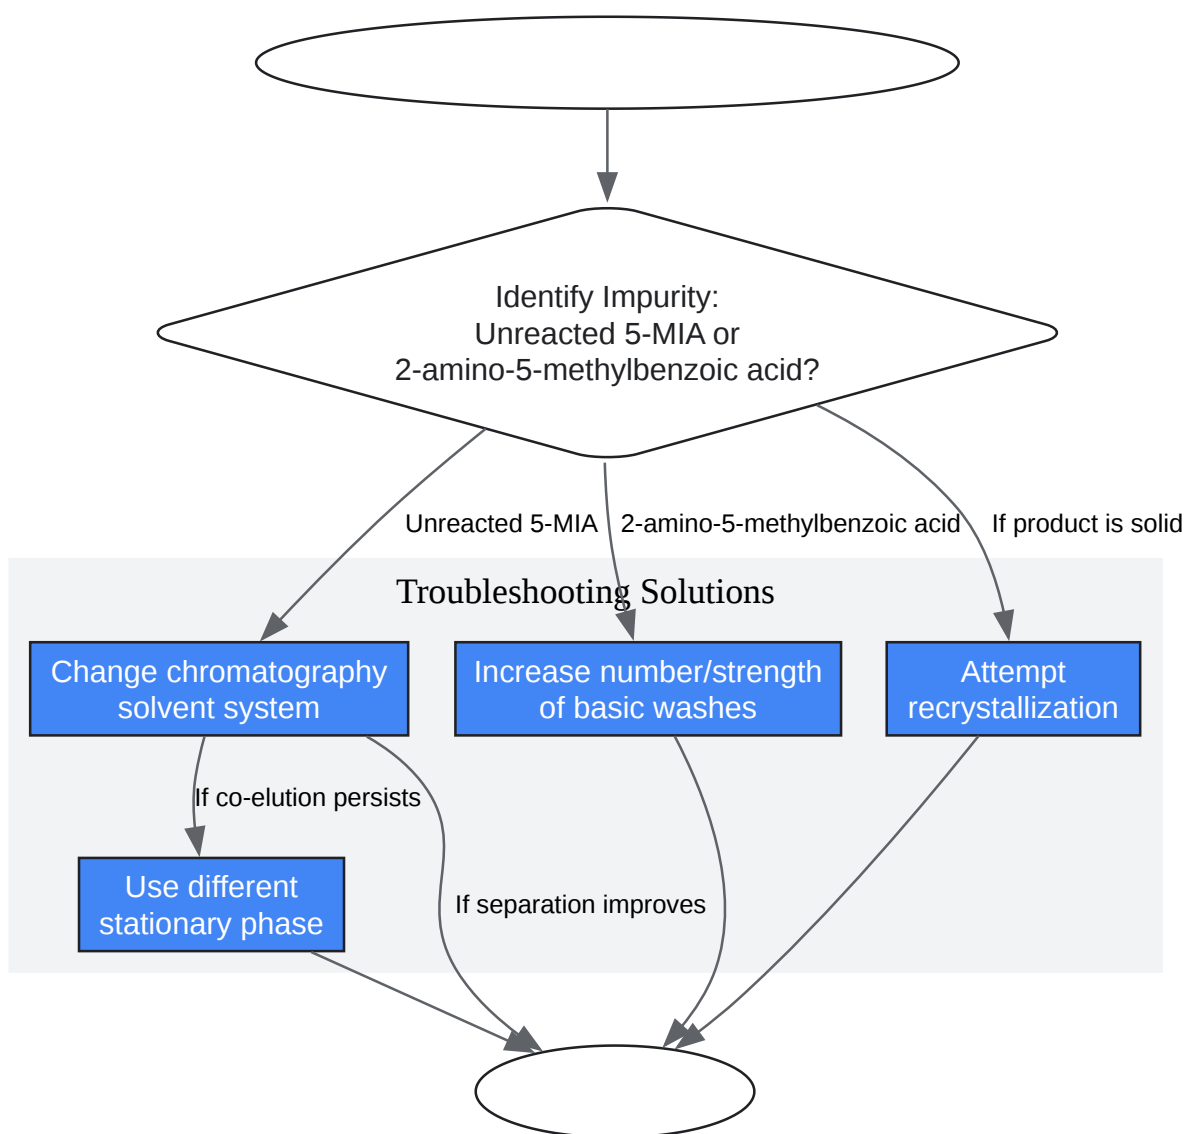 Identify Impurity:
Unreacted 5-MIA or
2-amino-5-methylbenzoic acid?
Unreacted 5-MIA
2-amino-5-methylbenzoic acid
If product is solid
Troubleshooting Solutions
Change chromatography
solvent system
Increase number/strength
of basic washes
Attempt
recrystallization
If co-elution persists
Use different
stationary phase
If separation improves